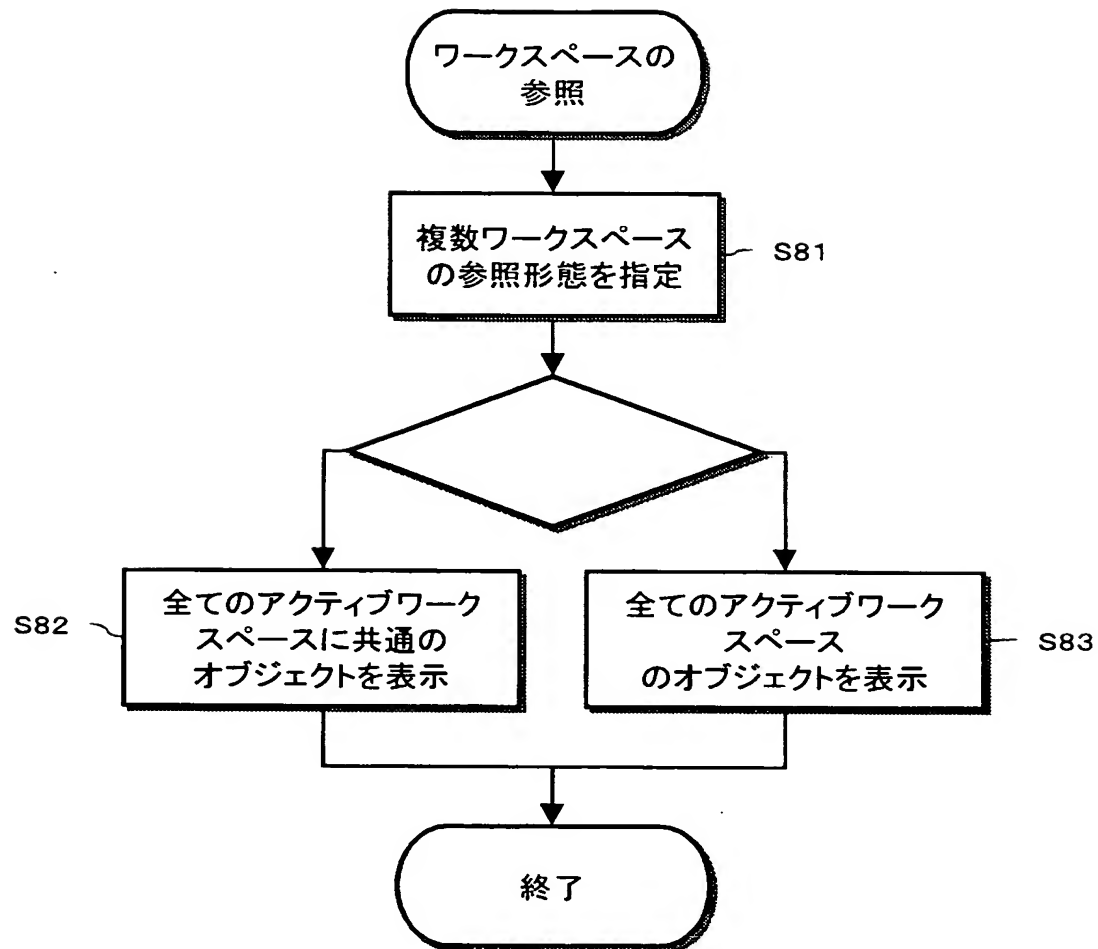 ワークスペースの
参照
複数ワークスペース
の参照形態を指定
S81
S82
全てのアクティブワーク
スペースに共通の
オブジェクトを表示
全てのアクティブワーク
スペース
のオブジェクトを表示
S83
終了